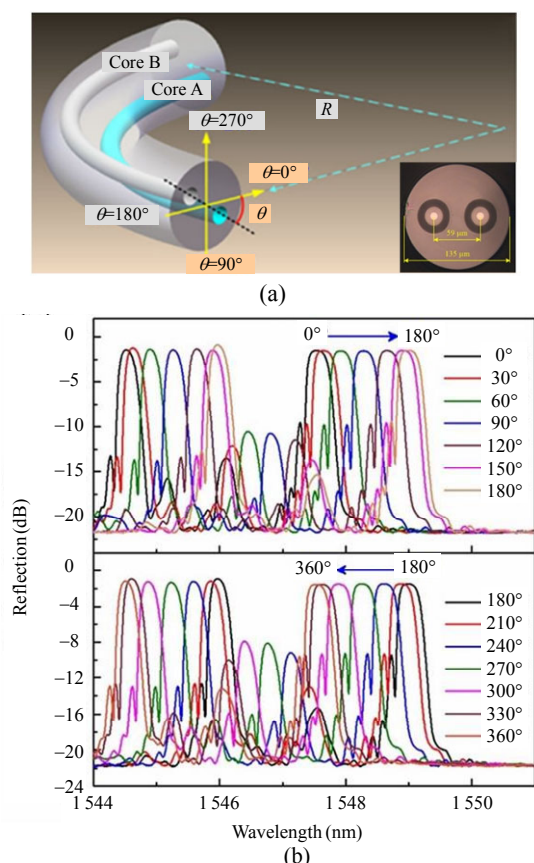 Core B
Core A
R
θ=270°
θ=0°
θ=180°
θ
θ=90°
59 μm
135 μm
(a)
0° 180°
0
−5
−10
−15
−20
0°
30°
60°
90°
120°
150°
180°
Reflection (dB)
360° 180°
0
−4
−8
−12
−16
−20
−24
180°
210°
240°
270°
300°
330°
360°
1 544 1 546 1 548 1 550
Wavelength (nm)
(b)